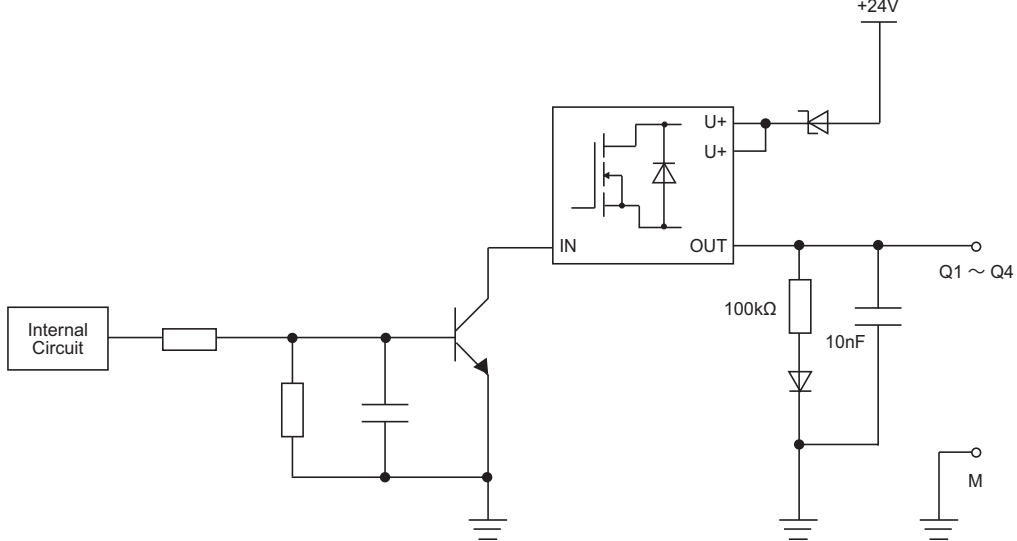 +24V
U+
U+
IN
OUT
Q1 ～ Q4
100kΩ
10nF
Internal
Circuit
M